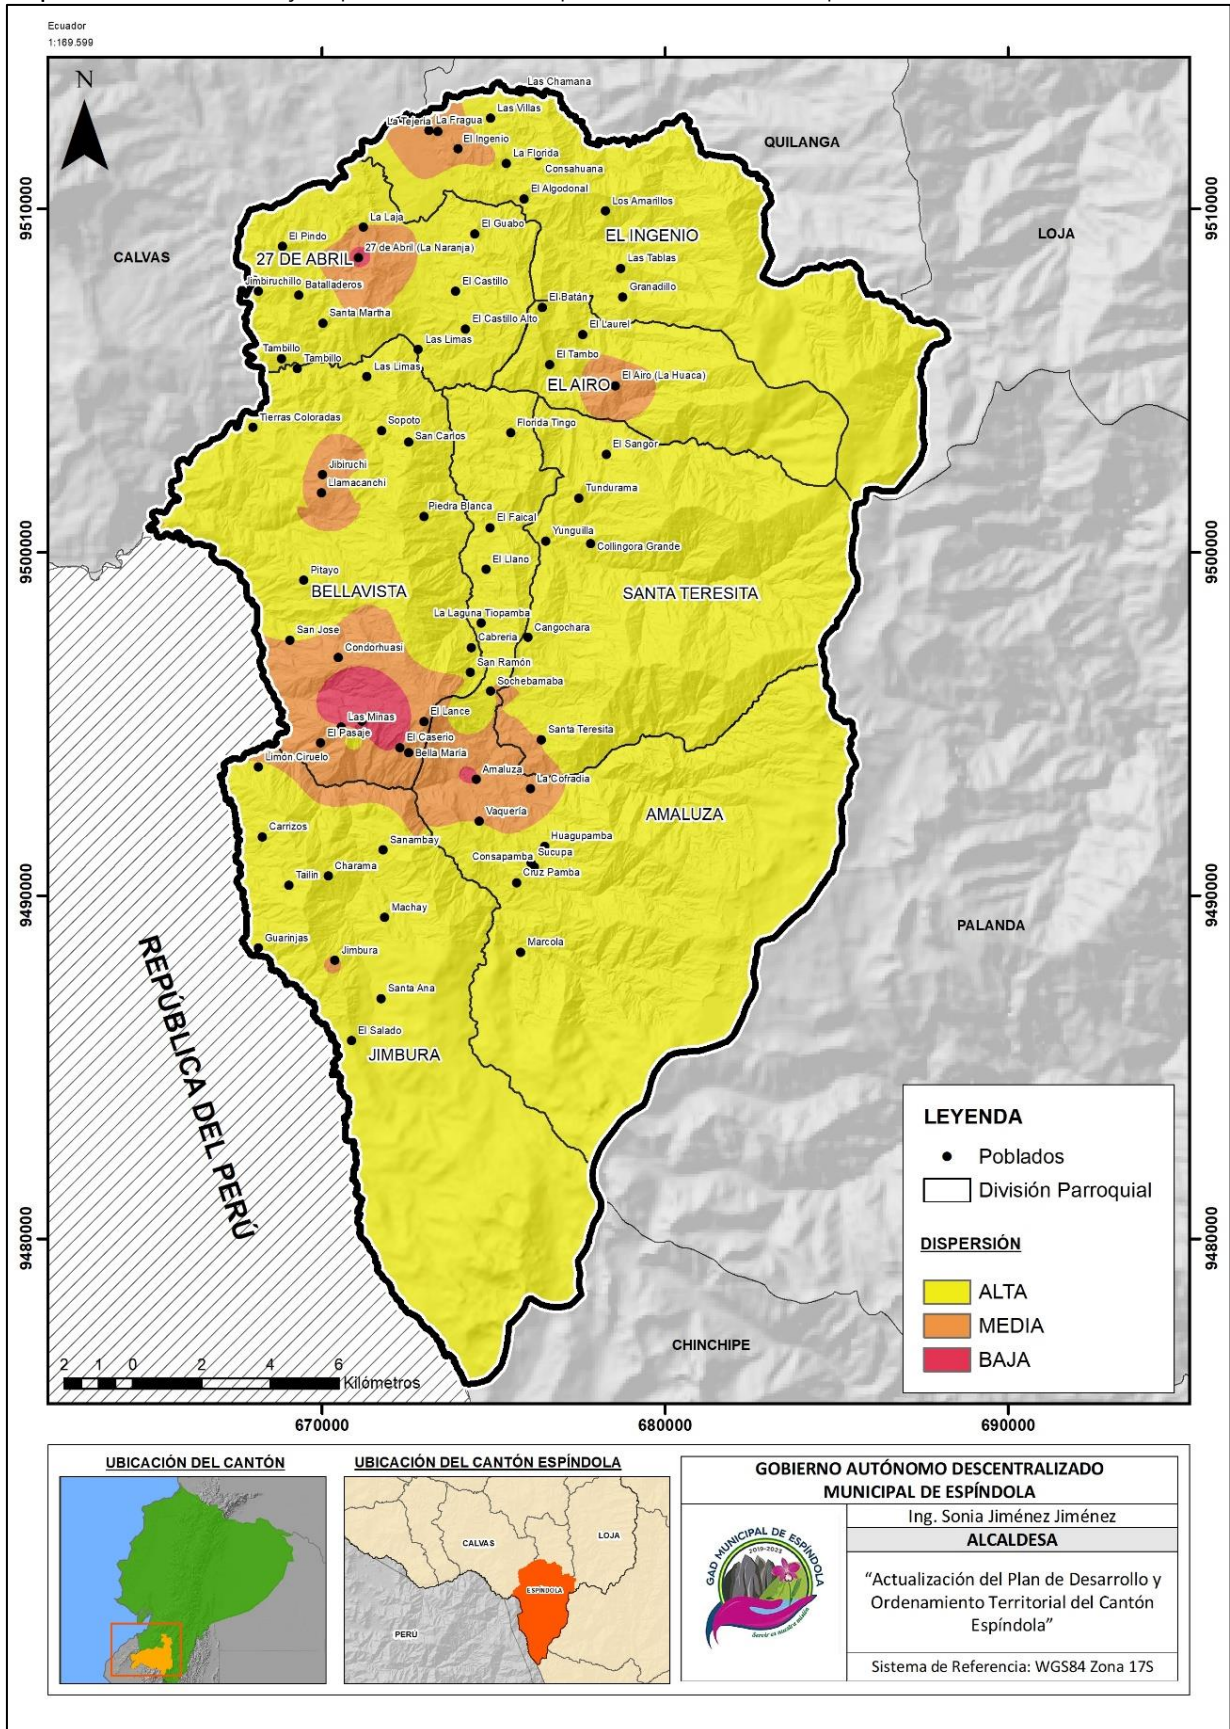 Ecuador
1:169.599
N
Las Chamana
Las Villas
La Tejeria
La Fragua
El Ingenio
La Florida
Consahuana
QUILANGA
El Algodonal
Los Amarillos
La Laja
El Guabo
EL INGENIO
LOJA
El Pindo
27 de Abril (La Naranja)
CALVAS
27 DE ABRIL
Las Tablas
Jimbiruchillo
Batalladeros
El Castillo
Granadillo
El Batán
Santa Martha
El Castillo Alto
El Laurel
Las Limas
Tambillo
Tambillo
El Tambo
Las Limas
EL AIRO
El Airo (La Huaca)
Tierras Coloradas
Sopoto
Florida Tingo
San Carlos
El Sangor
Jibiruchi
Llamacanchi
Tundurama
Piedra Blanca
El Faical
Yunguilla
Collingora Grande
El Llano
Pitayo
BELLAVISTA
SANTA TERESITA
La Laguna Tiopamba
San Jose
Cangochara
Condorhuasi
Cabreria
San Ramón
Sochebamaba
Las Minas
El Lance
El Pasaje
El Caserio
Santa Teresita
Bella Maria
Limón Ciruelo
Amaluza
La Cofradia
Vaquería
AMALUZA
Carrizos
Sanambay
Huagupamba
Consapamba
Sucupa
Tailín
Charama
Cruz Pamba
Machay
Guarinjas
Jimbura
Marcola
PALANDA
Santa Ana
El Salado
JIMBURA
REPÚBLICA DEL PERÚ
CHINCHIPE
9510000
9500000
9490000
9480000
9510000
9500000
9490000
9480000
LEYENDA
Poblados
División Parroquial
DISPERSIÓN
ALTA
MEDIA
BAJA
2 1 0 2 4 6
Kilómetros
670000 680000 690000
UBICACIÓN DEL CANTÓN
UBICACIÓN DEL CANTÓN ESPÍNDOLA
CALVAS
LOJA
ESPÍNDOLA
PERÚ
GOBIERNO AUTÓNOMO DESCENTRALIZADO
MUNICIPAL DE ESPÍNDOLA
Ing. Sonia Jiménez Jiménez
ALCALDESA
GAD MUNICIPAL DE ESPÍNDOLA
2019-2023
Servir es nuestra misión
“Actualización del Plan de Desarrollo y
Ordenamiento Territorial del Cantón
Espíndola”
Sistema de Referencia: WGS84 Zona 17S